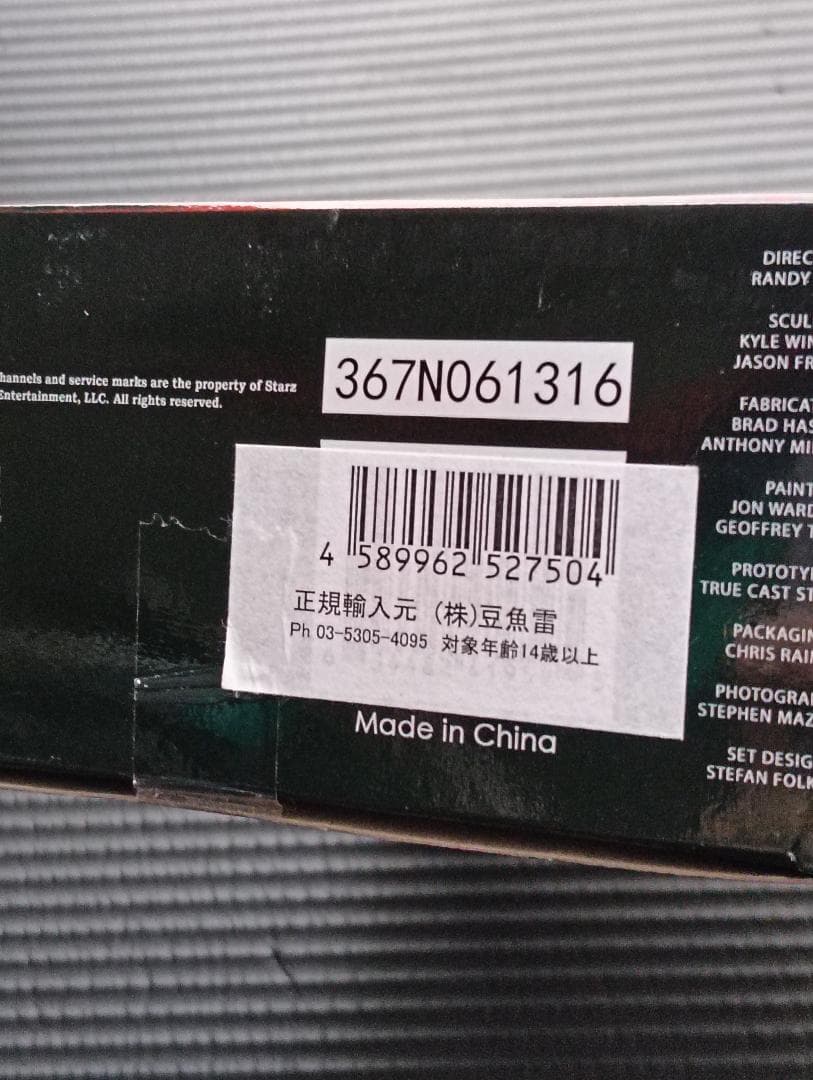 hannels and service marks are the property of Starz
Entertainment, LLC. All rights reserved.
367N061316
4 589962 527504
正規輸入元 (株)豆魚雷
Ph 03-5305-4095 対象年齢14歳以上
Made in China
DIREC
RANDY
SCUL
KYLE WIN
JASON FR
FABRICA
BRAD HAS
ANTHONY MI
PAINT
JON WARD
GEOFFREY T
PROTOTY
TRUE CAST ST
PACKAGIN
CHRIS RAI
PHOTOGRA
STEPHEN MAZ
SET DESIG
STEFAN FOLK